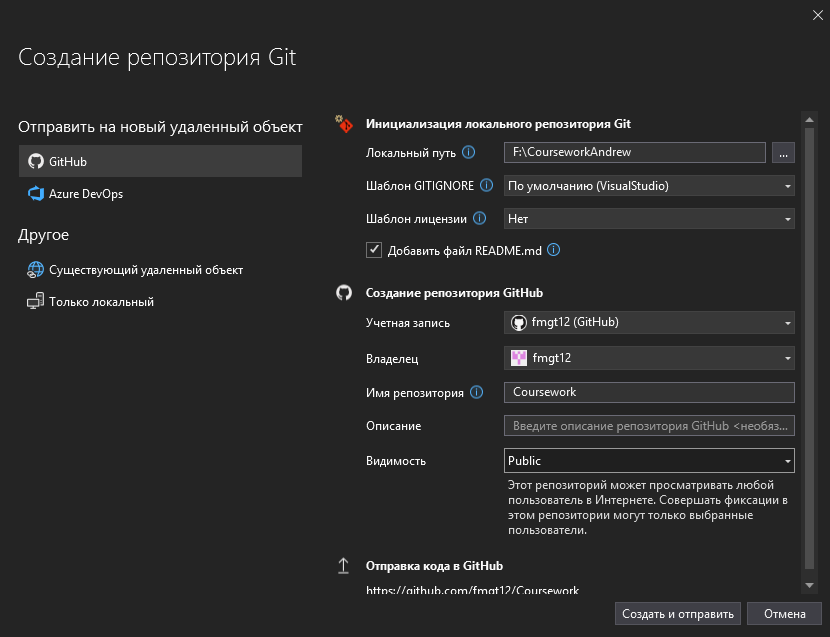 Создание репозитория Git
Отправить на новый удаленный объект
GitHub
Azure DevOps
Другое
Существующий удаленный объект
Только локальный
Инициализация локального репозитория Git
Локальный путь
F:\CourseworkAndrew
...
Шаблон GITIGNORE
По умолчанию (VisualStudio)
Шаблон лицензии
Нет
Добавить файл README.md
Создание репозитория GitHub
Учетная запись
fmgt12 (GitHub)
Владелец
fmgt12
Имя репозитория
Coursework
Описание
Введите описание репозитория GitHub <необяз...
Видимость
Public
Этот репозиторий может просматривать любой
пользователь в Интернете. Совершать фиксации в
этом репозитории могут только выбранные
пользователи.
Отправка кода в GitHub
https://github.com/fmgt12/Coursework
Создать и отправить
Отмена